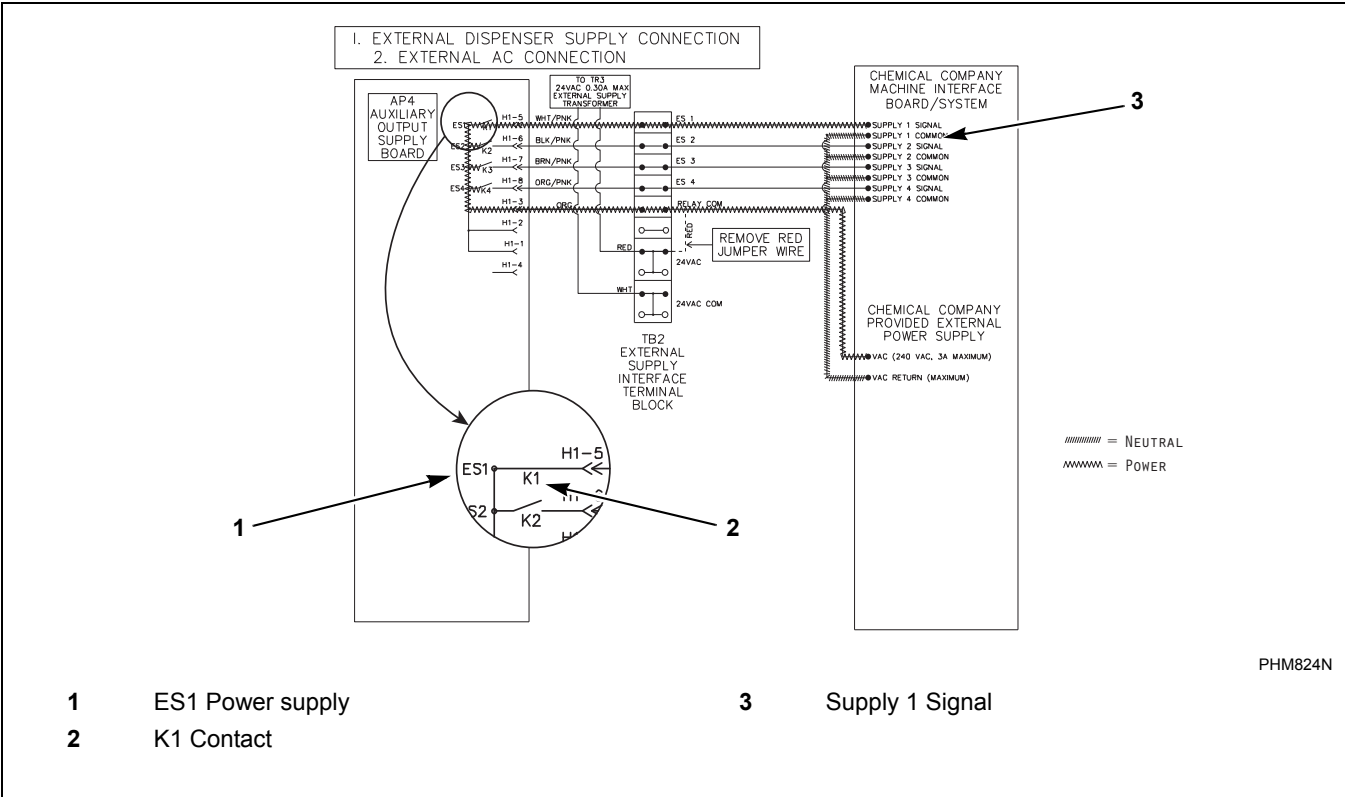 I. EXTERNAL DISPENSER SUPPLY CONNECTION
2. EXTERNAL AC CONNECTION
AP4
AUXILIARY
OUTPUT
SUPPLY
BOARD
TO TR3
24VAC 0.30A MAX
EXTERNAL SUPPLY
TRANSFORMER
CHEMICAL COMPANY
MACHINE INTERFACE
BOARD/SYSTEM
3
ES1 K1 H1-5 WHT/PNK ES 1 SUPPLY 1 SIGNAL
SUPPLY 1 COMMON
ES2 K2 H1-6 BLK/PNK ES 2 SUPPLY 2 SIGNAL
SUPPLY 2 COMMON
ES3 K3 H1-7 BRN/PNK ES 3 SUPPLY 3 SIGNAL
SUPPLY 3 COMMON
ES4 K4 H1-8 ORG/PNK ES 4 SUPPLY 4 SIGNAL
SUPPLY 4 COMMON
H1-3 ORG RELAY COM
H1-2
RED
REMOVE RED
JUMPER WIRE
H1-1 RED
24VAC
H1-4
WHT
24VAC COM
TB2
EXTERNAL
SUPPLY
INTERFACE
TERMINAL
BLOCK
CHEMICAL COMPANY
PROVIDED EXTERNAL
POWER SUPPLY
VAC (240 VAC, 3A MAXIMUM)
VAC RETURN (MAXIMUM)
= NEUTRAL
= POWER
ES1 K1 H1-5
S2 K2
1
2
PHM824N
1 ES1 Power supply
2 K1 Contact
3 Supply 1 Signal